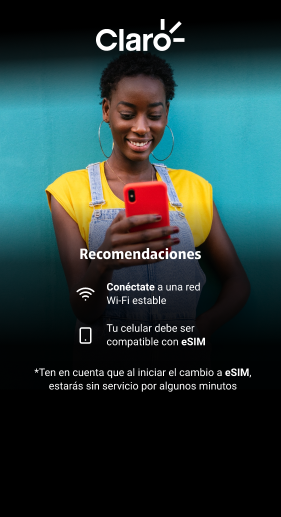 Claro
Recomendaciones
Conéctate a una red
Wi-Fi estable
Tu celular debe ser
compatible con eSIM
*Ten en cuenta que al iniciar el cambio a eSIM,
estarás sin servicio por algunos minutos